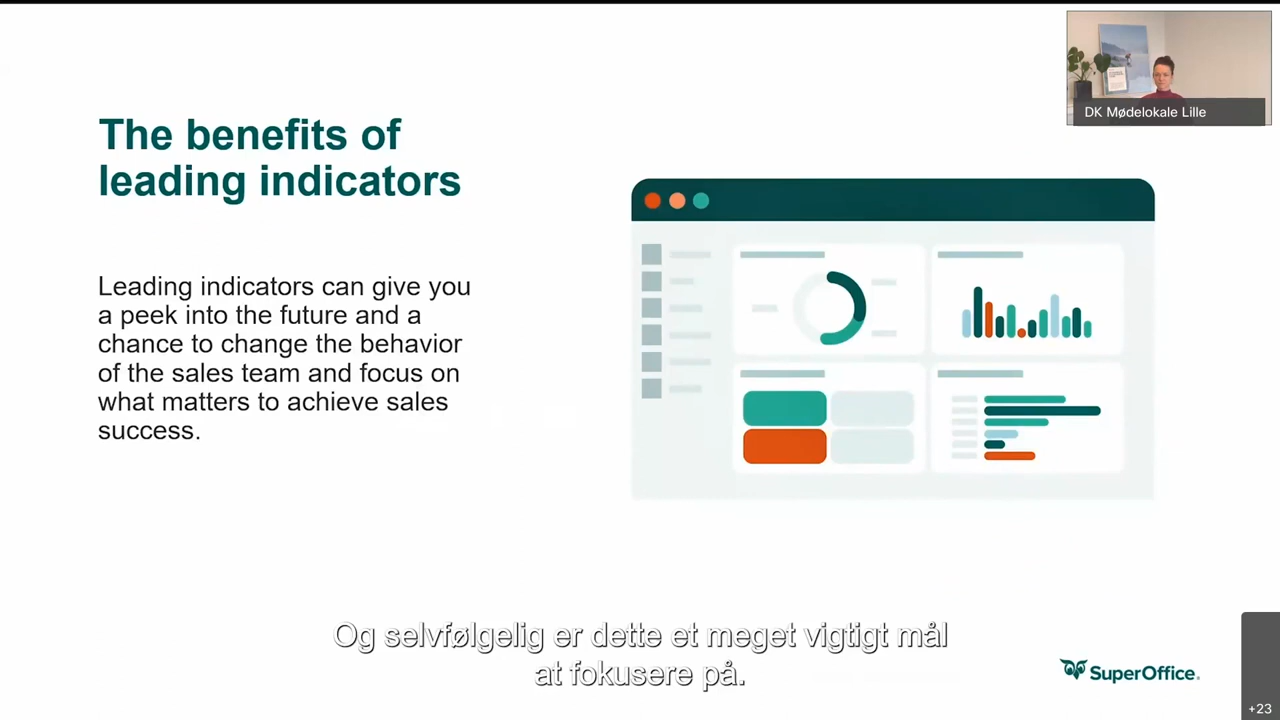 DK Mødelokale Lille
The benefits of
leading indicators
Leading indicators can give you
a peek into the future and a
chance to change the behavior
of the sales team and focus on
what matters to achieve sales
success.
Og selvfølgelig er dette et meget vigtigt mål
at fokusere på.
SuperOffice.
+23